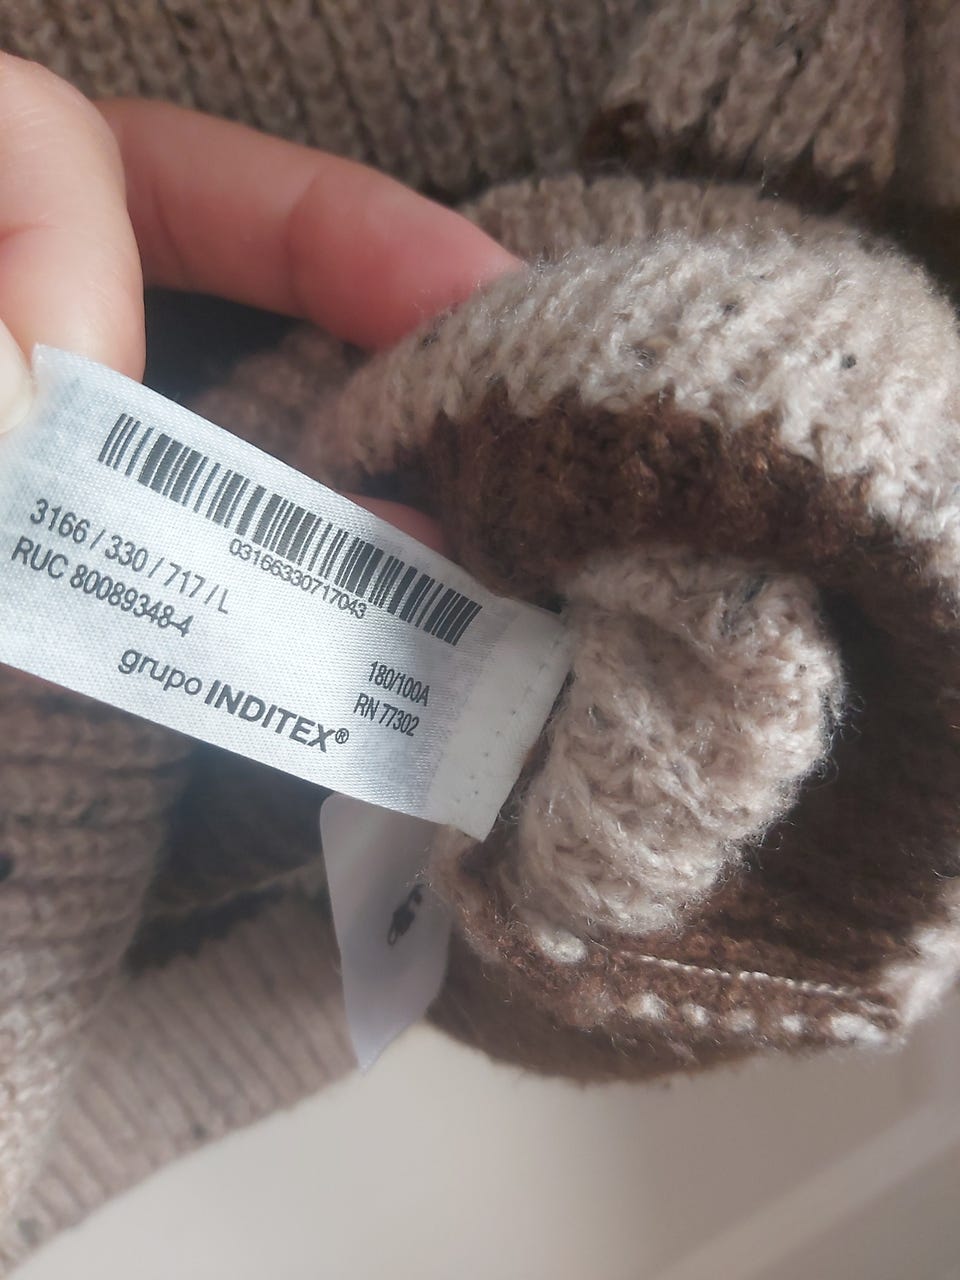 03166330717043
3166 / 330 / 717 / L
RUC 80089348-4
180/100A
RN 77302
grupo INDITEX®